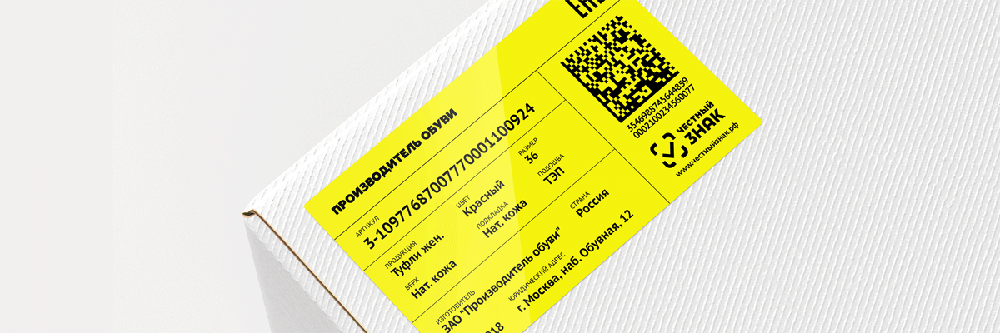 ПРОИЗВОДИТЕЛЬ ОБУВИ
АРТИКУЛ
3-10977687007770001100924
ПРОДУКЦИЯ
Туфли жен.
ЦВЕТ
Красный
РАЗМЕР
36
ВЕРХ
Нат. кожа
ПОДКЛАДКА
Нат. кожа
ПОДОШВА
ТЭП
ИЗГОТОВИТЕЛЬ
ЗАО "Производитель обуви"
СТРАНА
Россия
ЮРИДИЧЕСКИЙ АДРЕС
г. Москва, наб. Обувная, 12
3546988745644859
0002100234560077
ЧЕСТНЫЙ
ЗНАК
www.честныйзнак.рф